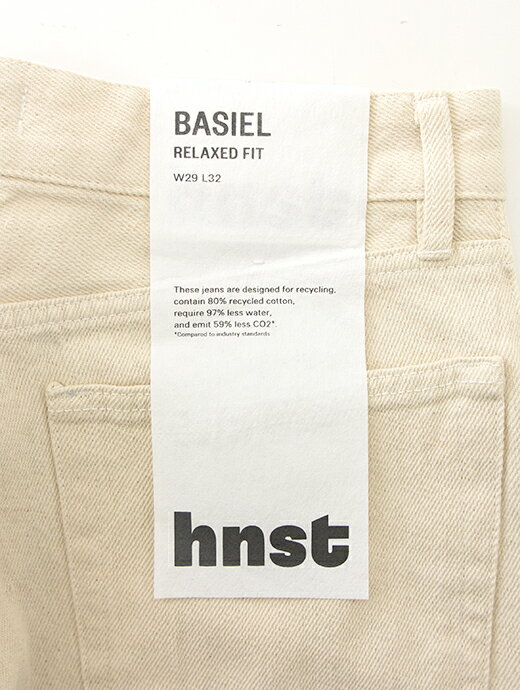 BASIEL
RELAXED FIT
W29 L32
These jeans are designed for recycling,
contain 80% recycled cotton,
require 97% less water,
and emit 59% less CO2*
*Compared to industry standards
hnst